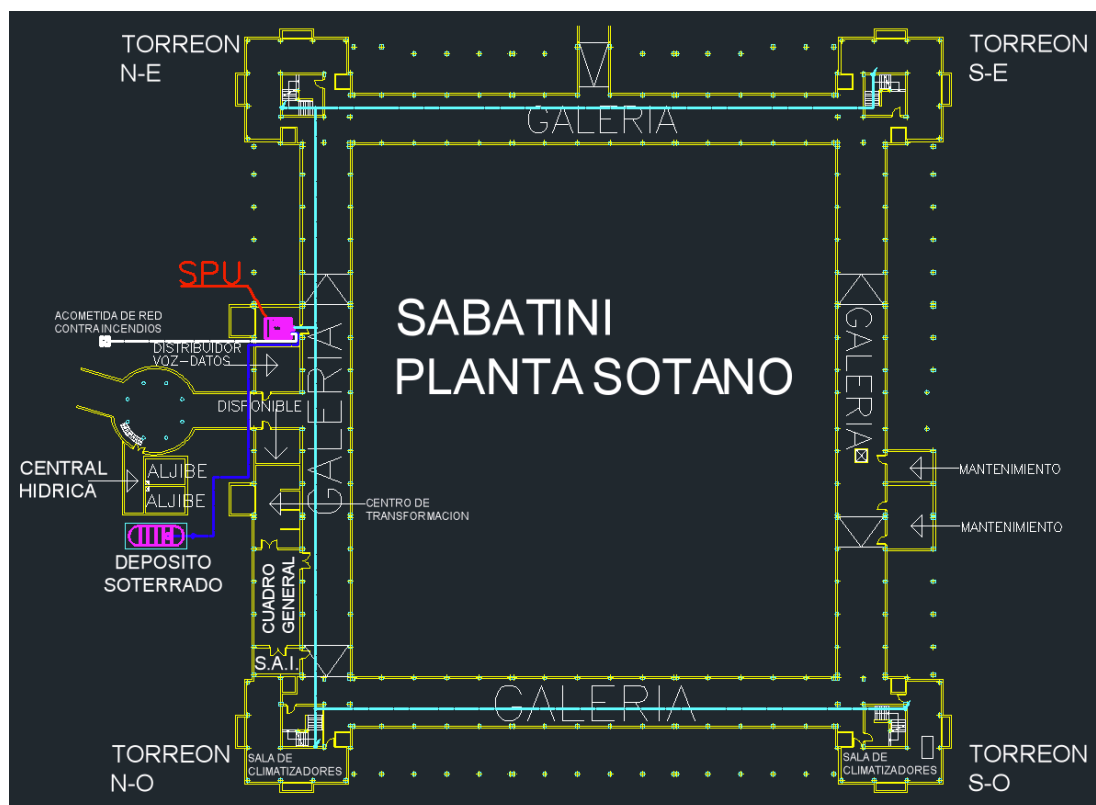 TORREON
N-E
TORREON
S-E
GALERIA
SPU
ACOMETIDA DE RED
CONTRA INCENDIOS
DISTRIBUIDOR
VOZ-DATOS
SABATINI
PLANTA SOTANO
GALERIA
GALERIA
DISPONIBLE
CENTRAL
HIDRICA
ALJIBE
ALJIBE
MANTENIMIENTO
CENTRO DE
TRANSFORMACION
MANTENIMIENTO
DEPOSITO
SOTERRADO
CUADRO
GENERAL
S.A.I.
GALERIA
TORREON
N-O
SALA DE
CLIMATIZADORES
SALA DE
CLIMATIZADORES
TORREON
S-O